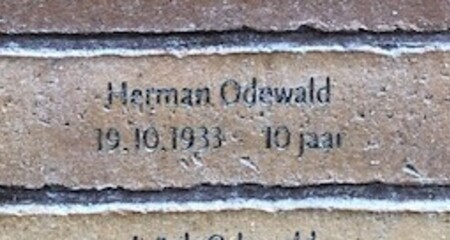 Herman Odewald
19.10.1933 10 jaar